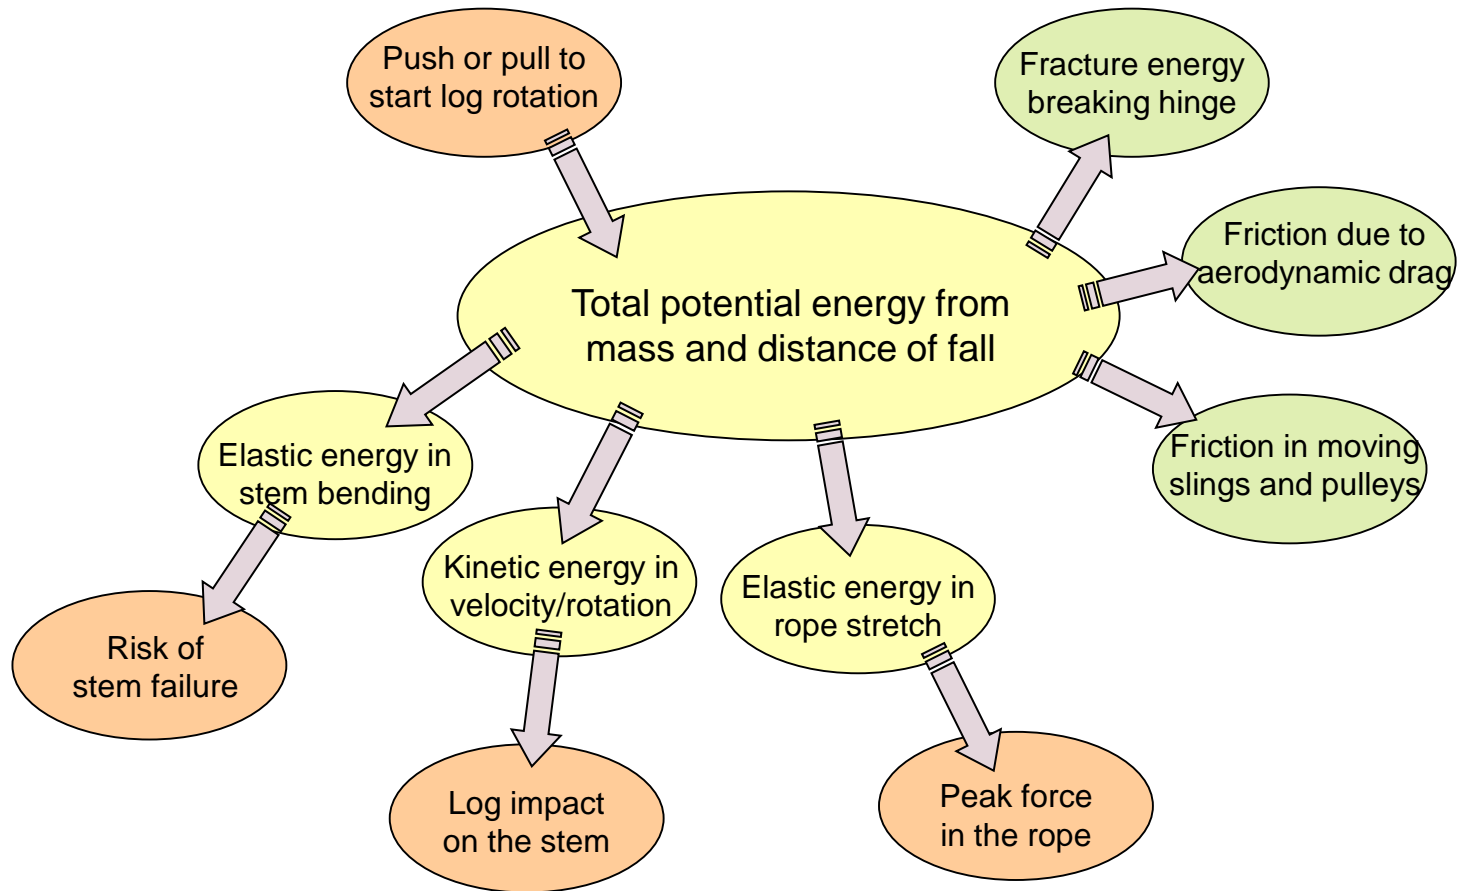 Push or pull to
start log rotation
Fracture energy
breaking hinge
Friction due to
aerodynamic drag
Total potential energy from
mass and distance of fall
Friction in moving
slings and pulleys
Elastic energy in
stem bending
Kinetic energy in
velocity/rotation
Elastic energy in
rope stretch
Risk of
stem failure
Log impact
on the stem
Peak force
in the rope